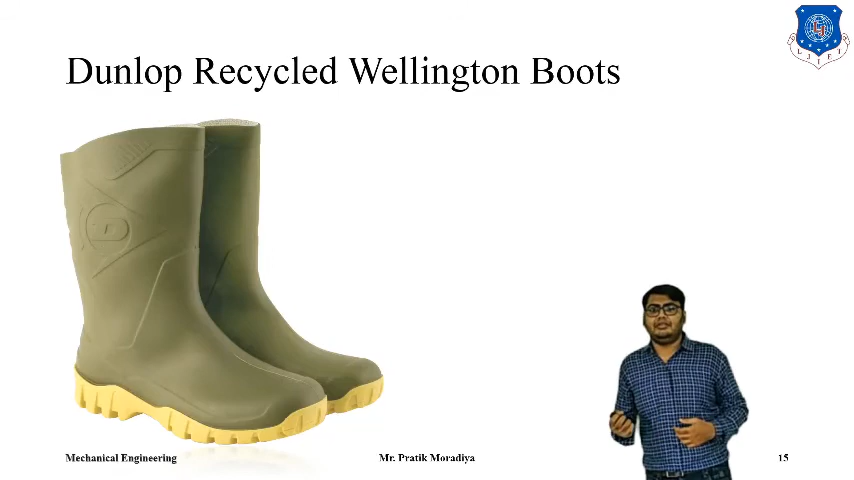 Dunlop Recycled Wellington Boots
L J I E T
D
Mechanical Engineering
Mr. Pratik Moradiya
15